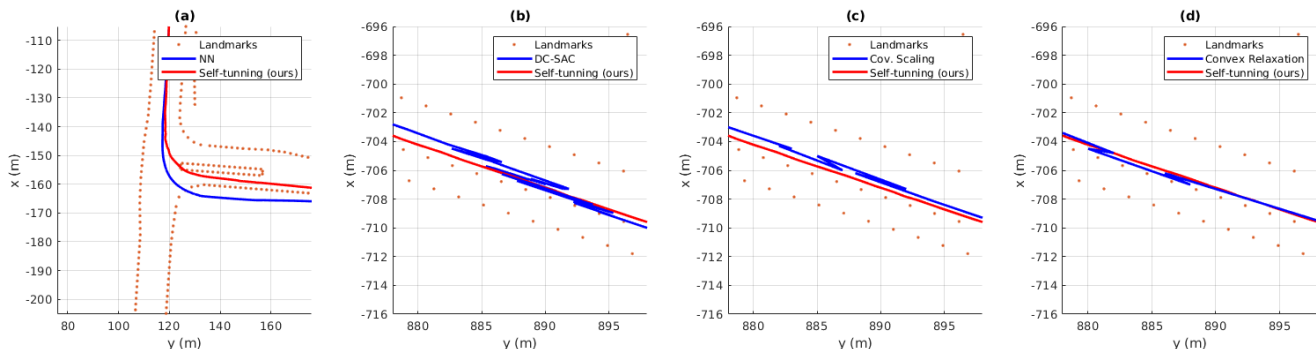 (a)
-105
-110
-120
-130
-140
-150
-160
-170
-180
-190
-200
80
100
120
140
160
y (m)
x (m)
Landmarks
NN
Self-tunning (ours)
(b)
-696
-698
-700
-702
-704
-706
-708
-710
-712
-714
-716
880
885
890
895
y (m)
x (m)
Landmarks
DC-SAC
Self-tunning (ours)
(c)
-696
-698
-700
-702
-704
-706
-708
-710
-712
-714
-716
880
885
890
895
y (m)
x (m)
Landmarks
Cov. Scaling
Self-tunning (ours)
(d)
-696
-698
-700
-702
-704
-706
-708
-710
-712
-714
-716
880
885
890
895
y (m)
x (m)
Landmarks
Convex Relaxation
Self-tunning (ours)